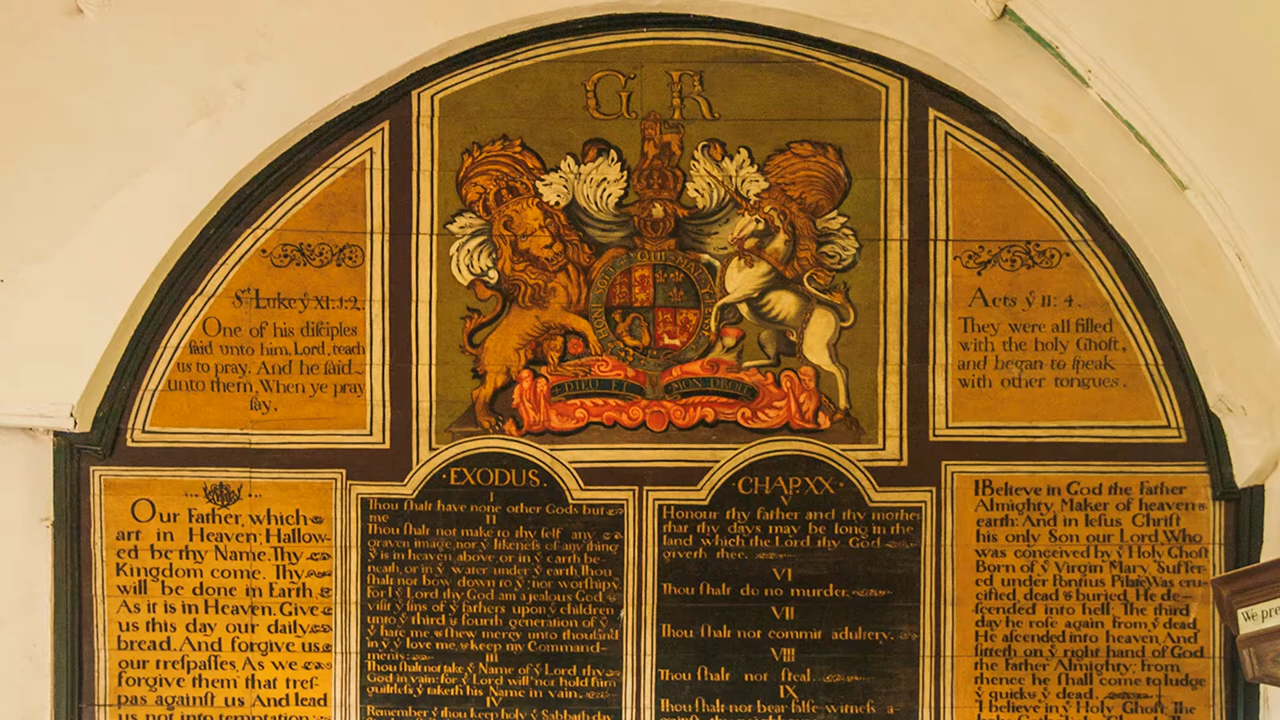 G R
HONI SOIT QUI MAL Y PENSE
DIEU ET MON DROIT
St Luke ẙ XI:1:2.
One of his diſciples
ſaid unto him, Lord, teach
us to pray. And he ſaid
unto them, When ye pray
ſay,
Acts ẙ 11: 4.
They were all filled
with the holy Ghoſt,
and began to ſpeak
with other tongues.
Our Father, which
art in Heaven; Hallow-
ed be thy Name. Thy
Kingdom come. Thy
will be done in Earth,
As it is in Heaven. Give
us this day our daily
bread. And forgive us
our treſpaſſes, As we
forgive them that treſ-
pas againſt us And lead
us not into temptation
·EXODUS.
I
Thou ſhalt have none other Gods but
me
II
Thou ſhalt not make to thy ſelf any
graven image nor ẙ likeneſs of any thing
ẙ is in heaven above, or in ẙ earth be-
neath, or in ẙ water under ẙ earth Thou
ſhalt not bow down to ẙ; nor worſhip ẙ.
For I ẙ Lord thy God am a jealous God &
viſit ẙ ſins of ẙ fathers upon ẙ children
unto ẙ third & fourth generation of ẙ
ẙ hate me, & ſhew mercy unto thouſand
in ẙ ẙ love me, & keep my Command-
ments:
III
Thou ſhalt not take ẙ Name of ẙ Lord thy
God in vain: for ẙ Lord will not hold him
guiltleſs ẙ taketh his Name in vain.
IV
Remember ẙ thou keep holy ẙ Sabbath day
CHAP. XX·
V
Honour thy father and thy mother
that thy days may be long in the
land which the Lord thy God
giveth thee.
VI
Thou ſhalt do no murder.
VII
Thou ſhalt not commit adultery.
VIII
Thou ſhalt not ſteal.
IX
Thou ſhalt not bear falſe witneſs a-
IBelieve in God the Father
Almighty, Maker of heaven
earth: And in Ieſus Chriſt
his only Son our Lord, Who
was conceived by ẙ Holy Ghoſt
Born of ẙ Virgin Mary, Suffer-
ed under Pontius Pilate Was cru-
cified, dead & buried, He de-
ſcended into hell; The third
day he roſe again from ẙ dead,
He aſcended into heaven, And
ſitteth on ẙ right hand of God
the Father Almighty; From
thence he ſhall come to ludge
ẙ quick & ẙ dead.
I believe in ẙ Holy Ghoſt; The
We pre